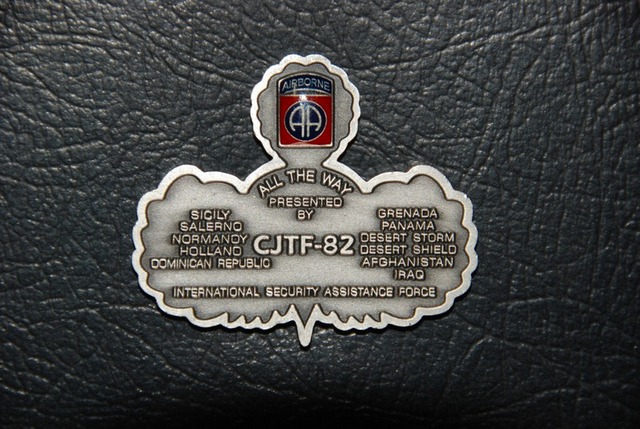 AIRBORNE
AA
ALL THE WAY
PRESENTED
BY
CJTF-82
SICILY
SALERNO
NORMANDY
HOLLAND
DOMINICAN REPUBLIC
GRENADA
PANAMA
DESERT STORM
DESERT SHIELD
AFGHANISTAN
IRAQ
INTERNATIONAL SECURITY ASSISTANCE FORCE